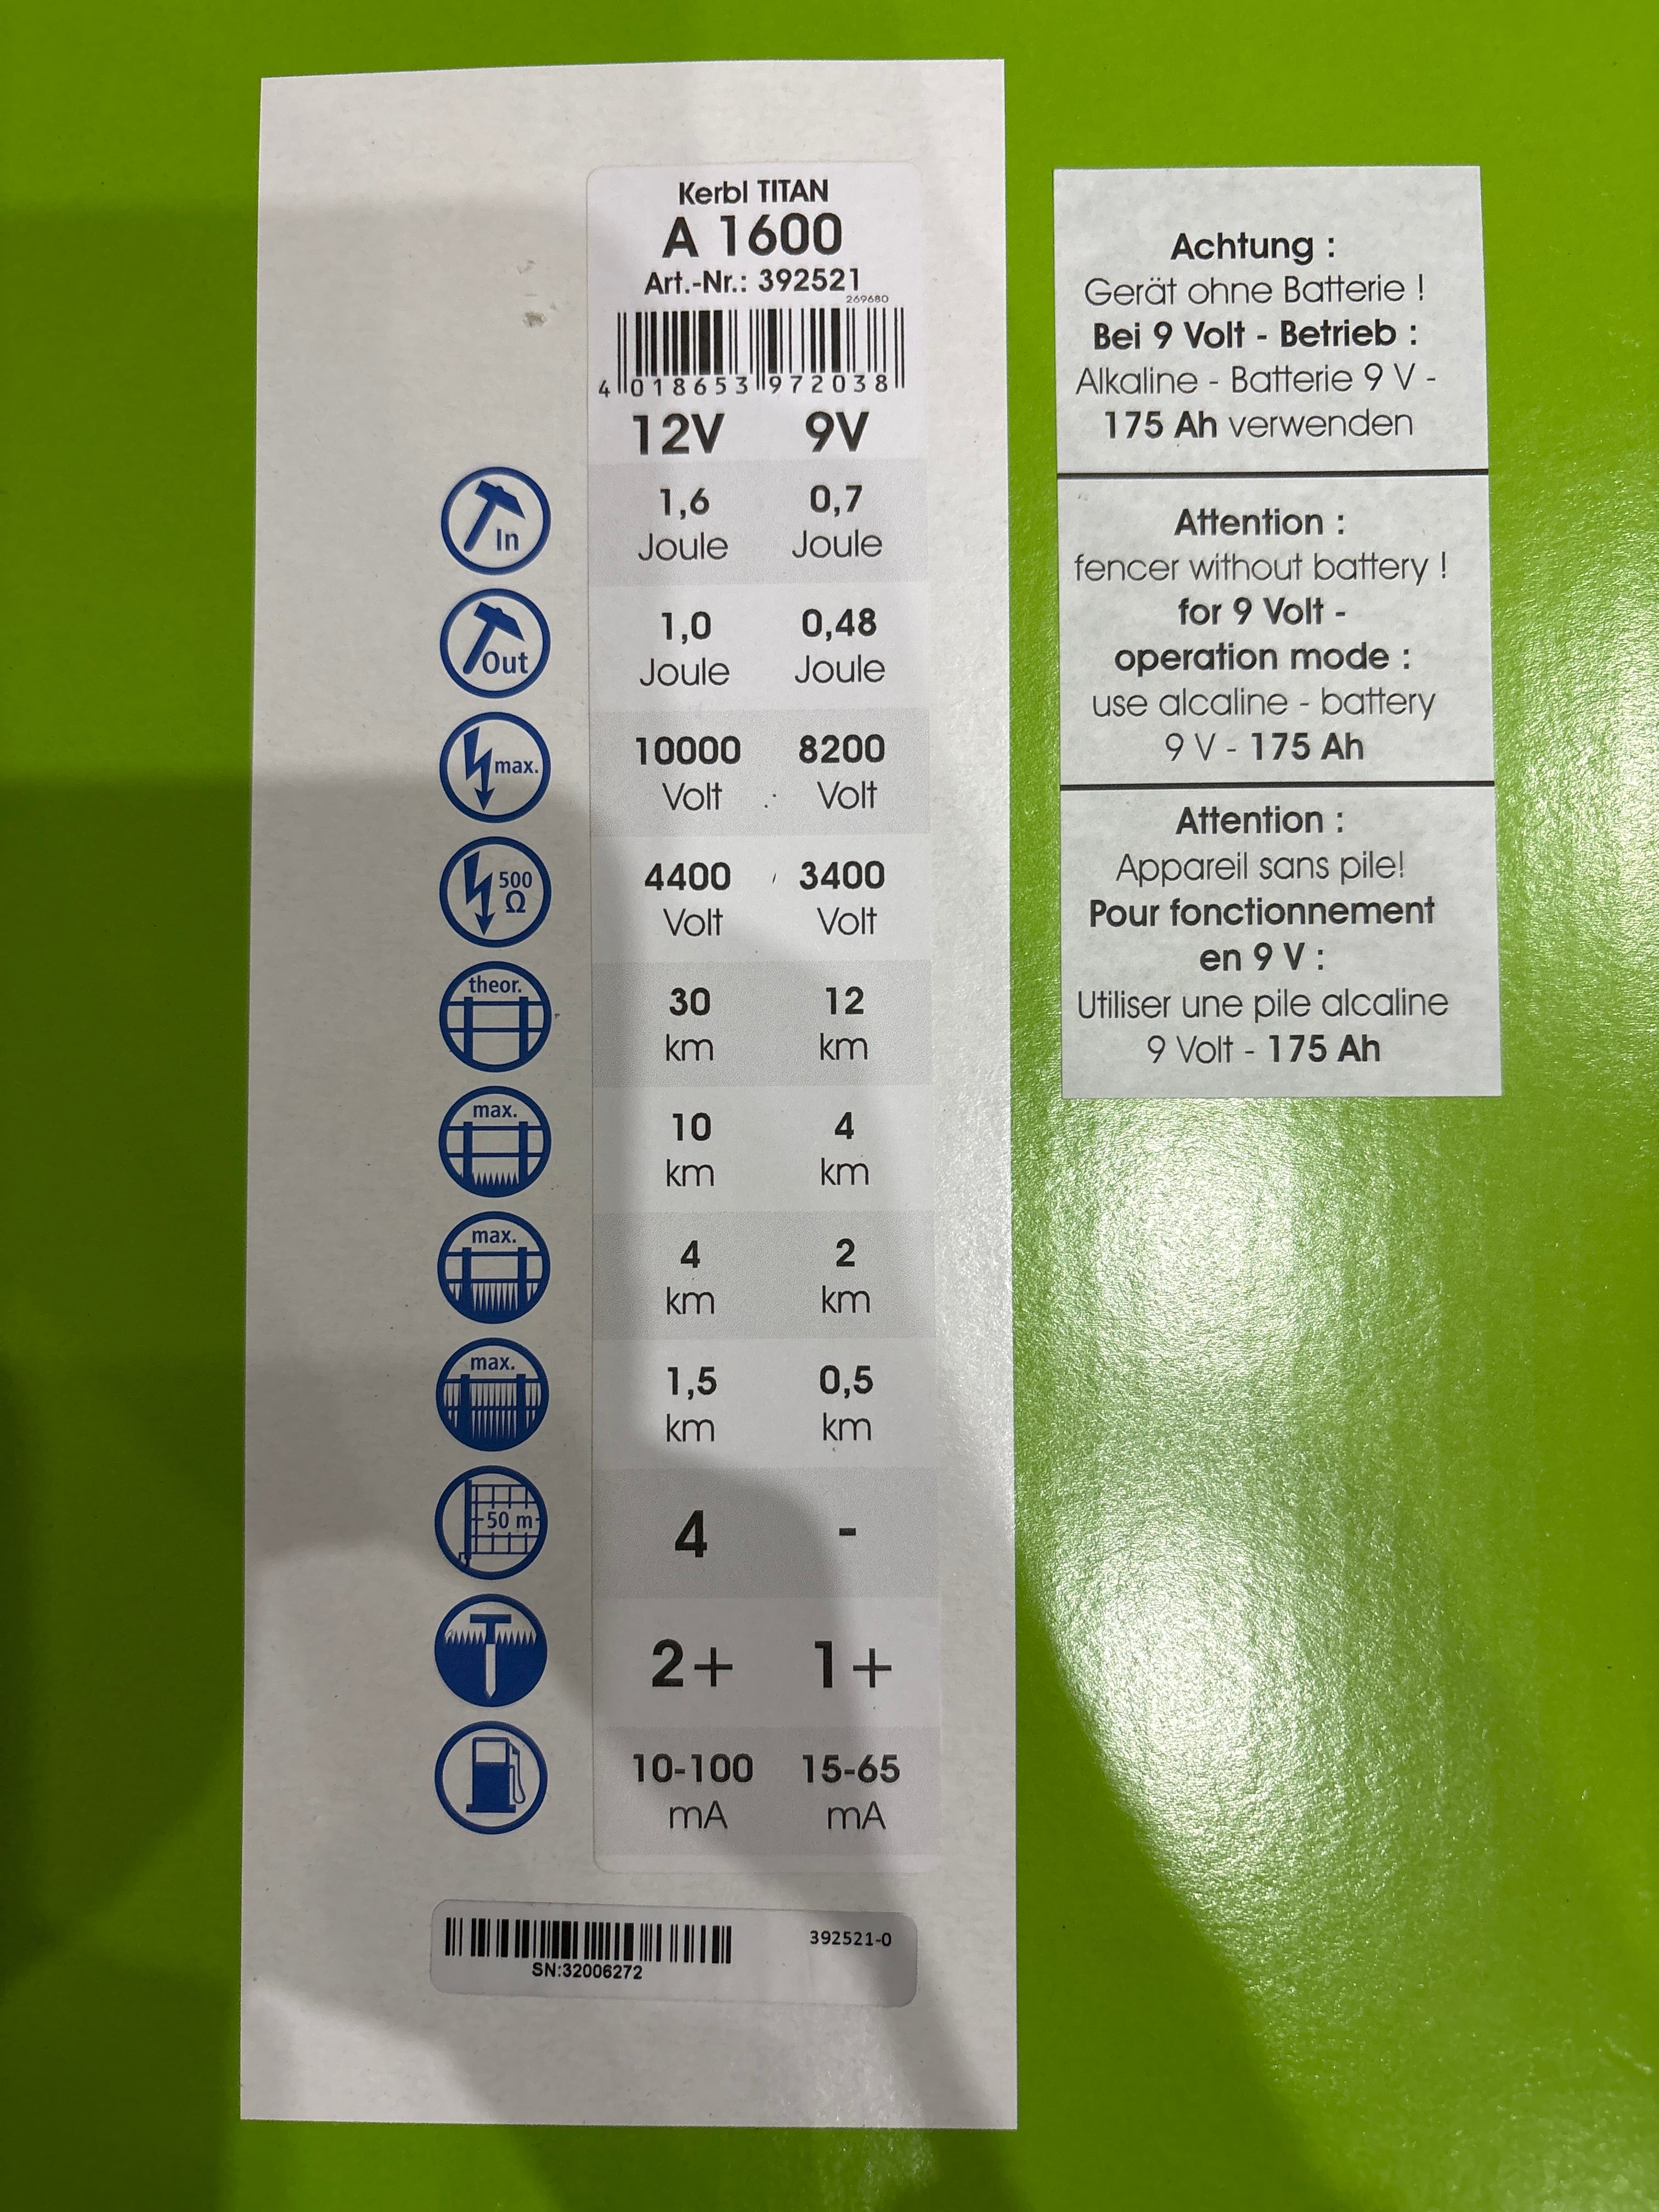 Kerbl TITAN
A 1600
Art.-Nr.: 392521
269680
4 018653 972038
12V 9V
In
1,6 0,7
Joule Joule
Out
1,0 0,48
Joule Joule
max.
10000 8200
Volt Volt
500
Ω
4400 3400
Volt Volt
theor.
30 12
km km
max.
10 4
km km
max.
4 2
km km
max.
1,5 0,5
km km
50 m
4 -
2+ 1+
10-100 15-65
mA mA
392521-0
SN:32006272
Achtung :
Gerät ohne Batterie !
Bei 9 Volt - Betrieb :
Alkaline - Batterie 9 V -
175 Ah verwenden
Attention :
fencer without battery !
for 9 Volt -
operation mode :
use alcaline - battery
9 V - 175 Ah
Attention :
Appareil sans pile!
Pour fonctionnement
en 9 V :
Utiliser une pile alcaline
9 Volt - 175 Ah